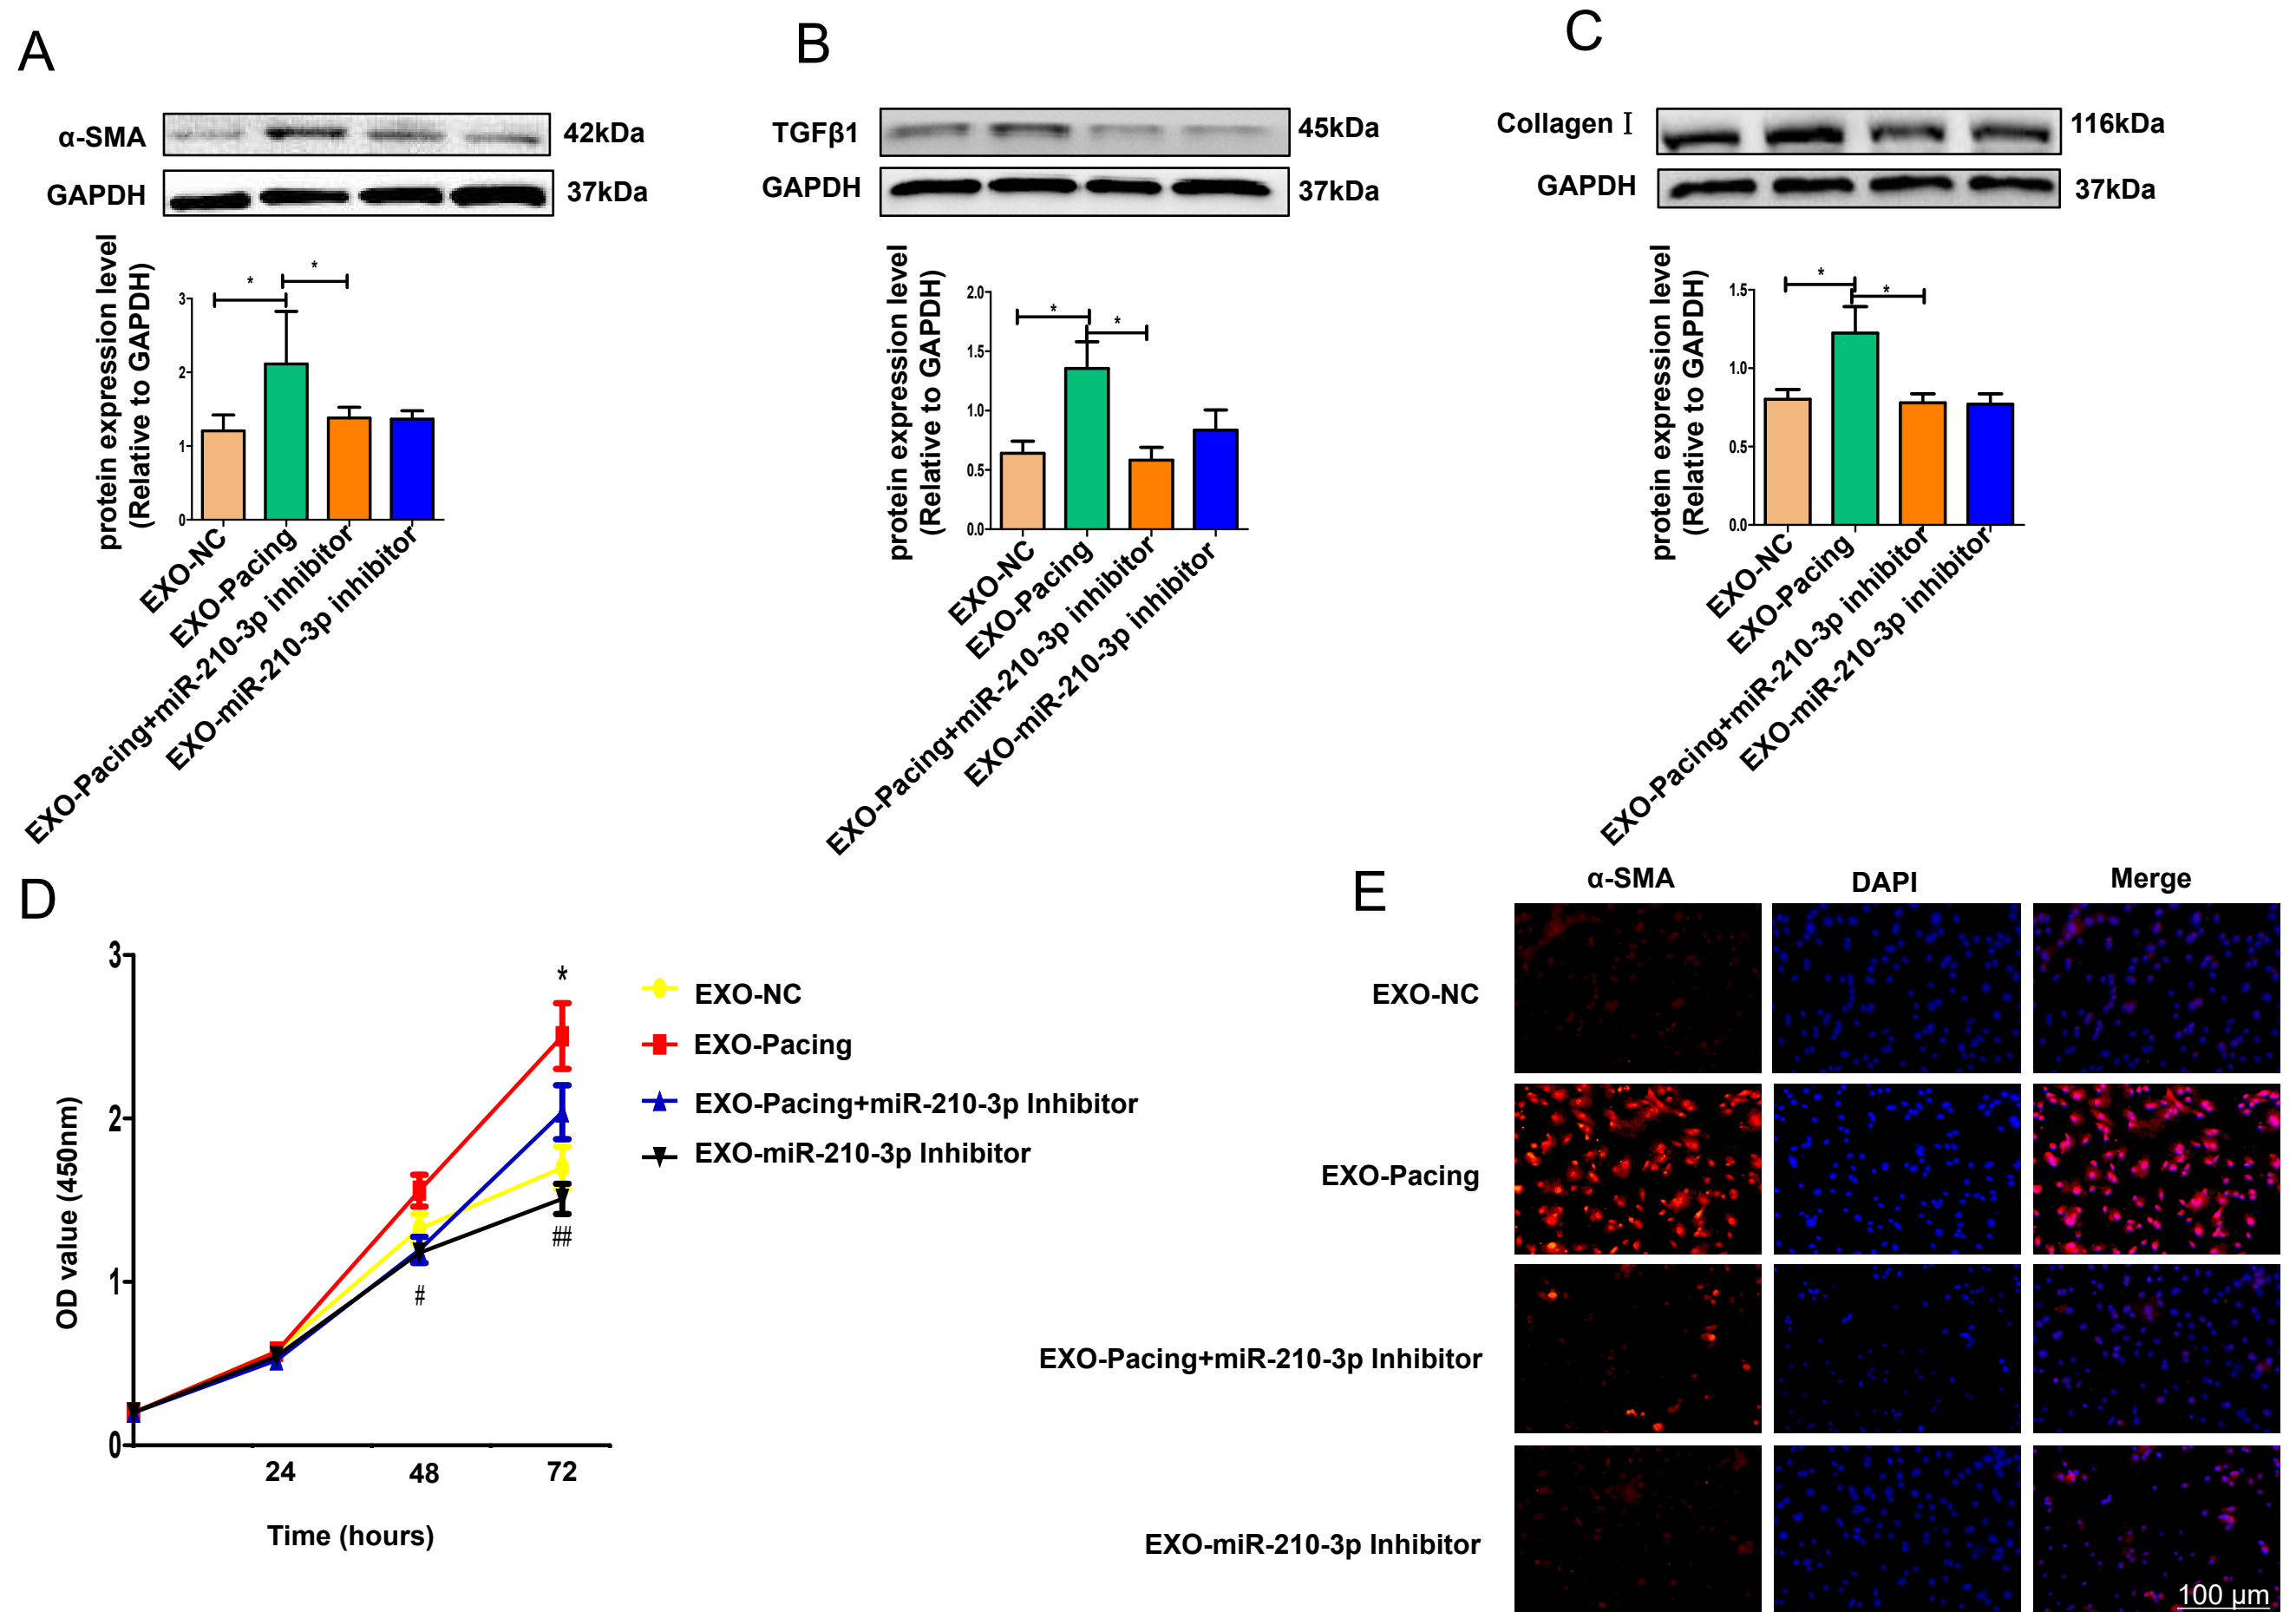 A
α-SMA
42kDa
GAPDH
37kDa
protein expression level
(Relative to GAPDH)
3
2
1
0
*
*
EXO-NC
EXO-Pacing
EXO-Pacing+miR-210-3p inhibitor
EXO-miR-210-3p inhibitor
B
TGFβ1
45kDa
GAPDH
37kDa
protein expression level
(Relative to GAPDH)
2.0
1.5
1.0
0.5
0.0
*
*
EXO-NC
EXO-Pacing
EXO-Pacing+miR-210-3p inhibitor
EXO-miR-210-3p inhibitor
C
Collagen Ⅰ
116kDa
GAPDH
37kDa
protein expression level
(Relative to GAPDH)
1.5
1.0
0.5
0.0
*
*
EXO-NC
EXO-Pacing
EXO-Pacing+miR-210-3p inhibitor
EXO-miR-210-3p inhibitor
D
OD value (450nm)
3
2
1
0
*
#
##
24
48
72
Time (hours)
EXO-NC
EXO-Pacing
EXO-Pacing+miR-210-3p Inhibitor
EXO-miR-210-3p Inhibitor
E
α-SMA
DAPI
Merge
EXO-NC
EXO-Pacing
EXO-Pacing+miR-210-3p Inhibitor
EXO-miR-210-3p Inhibitor
100 μm